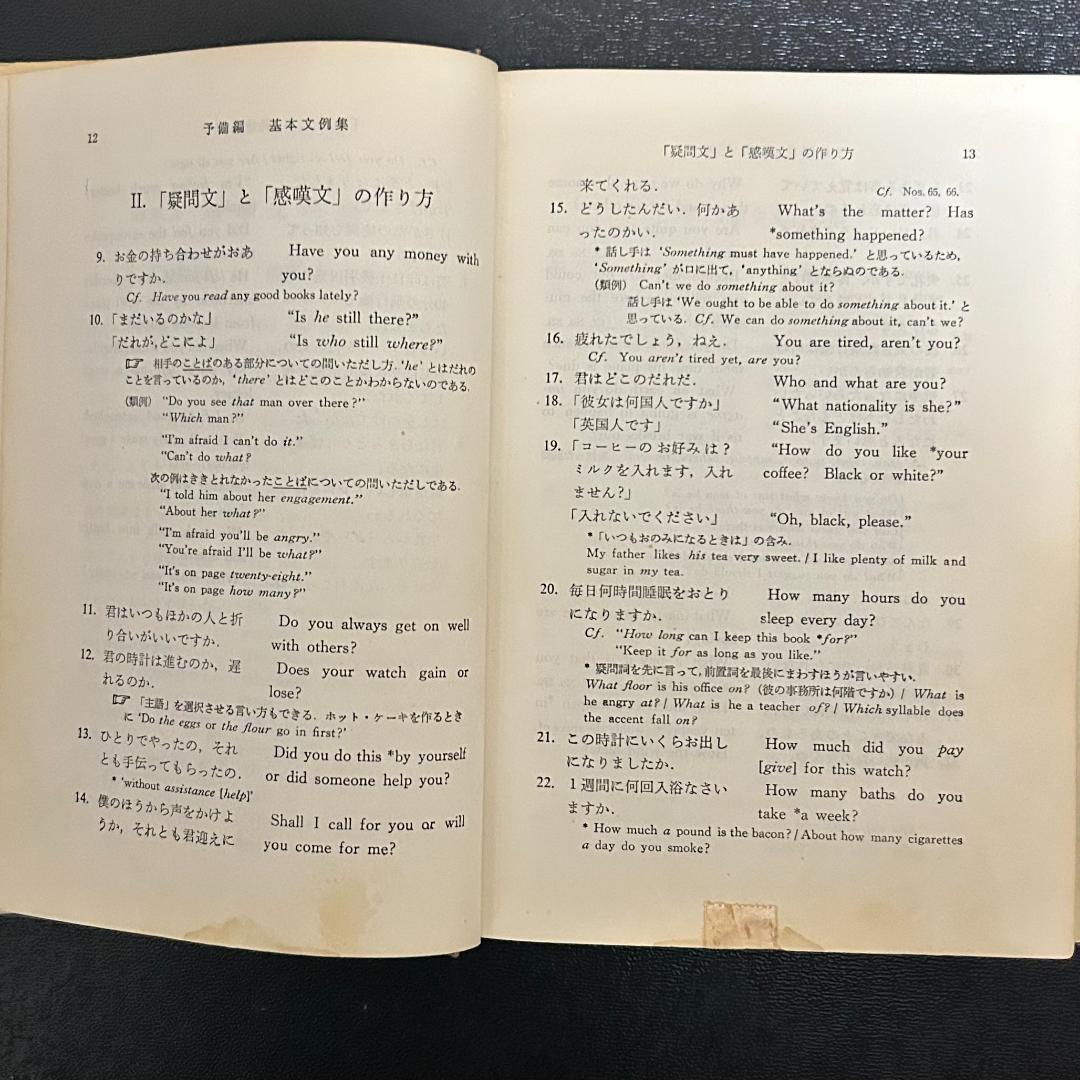 12
予備編　基本文例集
II.「疑問文」と「感嘆文」の作り方
9. お金の持ち合わせがおあ　Have you any money with
りですか.　you?
Cf. Have you read any good books lately?
10.「まだいるのかな」　“Is he still there?”
「だれが, どこによ」　“Is who still where?”
☞ 相手のことばのある部分についての問いただし方. ‘he’ とはだれの
ことを言っているのか, ‘there’ とはどこのことかわからないのである.
(類例) “Do you see that man over there?”
“Which man?”
“I'm afraid I can't do it.”
“Can't do what?
次の例はききとれなかったことばについての問いただしである.
“I told him about her engagement.”
“About her what?”
“I'm afraid you'll be angry.”
“You're afraid I'll be what?”
“It's on page twenty-eight.”
“It's on page how many?”
11. 君はいつもほかの人と折　Do you always get on well
り合いがいいですか.　with others?
12. 君の時計は進むのか, 遅　Does your watch gain or
れるのか.　lose?
☞ 「主語」を選択させる言い方もできる. ホット・ケーキを作るとき
に ‘Do the eggs or the flour go in first?’
13. ひとりでやったの, それ　Did you do this *by yourself
とも手伝ってもらったの.　or did someone help you?
* ‘without assistance [help]’
14. 僕のほうから声をかけよ　Shall I call for you or will
うか, それとも君迎えに　you come for me?
「疑問文」と「感嘆文」の作り方　13
来てくれる.　Cf. Nos. 65, 66.
15. どうしたんだい. 何かあ　What's the matter? Has
ったのかい.　*something happened?
* 話し手は ‘Something must have happened.’ と思っているため,
‘Something’ が口に出て, ‘anything’ とならぬのである.
(類例) Can't we do something about it?
話し手は ‘We ought to be able to do something about it.’ と
思っている. Cf. We can do something about it, can't we?
16. 疲れたでしょう, ねえ.　You are tired, aren't you?
Cf. You aren't tired yet, are you?
17. 君はどこのだれだ.　Who and what are you?
18.「彼女は何国人ですか」　“What nationality is she?”
「英国人です」　“She's English.”
19.「コーヒーのお好みは?　“How do you like *your
ミルクを入れます, 入れ　coffee? Black or white?”
ません?」
「入れないでください」　“Oh, black, please.”
*「いつもおのみになるときは」の含み.
My father likes his tea very sweet. / I like plenty of milk and
sugar in my tea.
20. 毎日何時間睡眠をおとり　How many hours do you
になりますか.　sleep every day?
Cf. “How long can I keep this book *for?”
“Keep it for as long as you like.”
* 疑問詞を先に言って, 前置詞を最後にまわすほうが言いやすい.
What floor is his office on? (彼の事務所は何階ですか) / What is
he angry at? / What is he a teacher of? / Which syllable does
the accent fall on?
21. この時計にいくらお出し　How much did you pay
になりましたか.　[give] for this watch?
22. 1週間に何回入浴なさい　How many baths do you
ますか.　take *a week?
* How much a pound is the bacon? / About how many cigarettes
a day do you smoke?